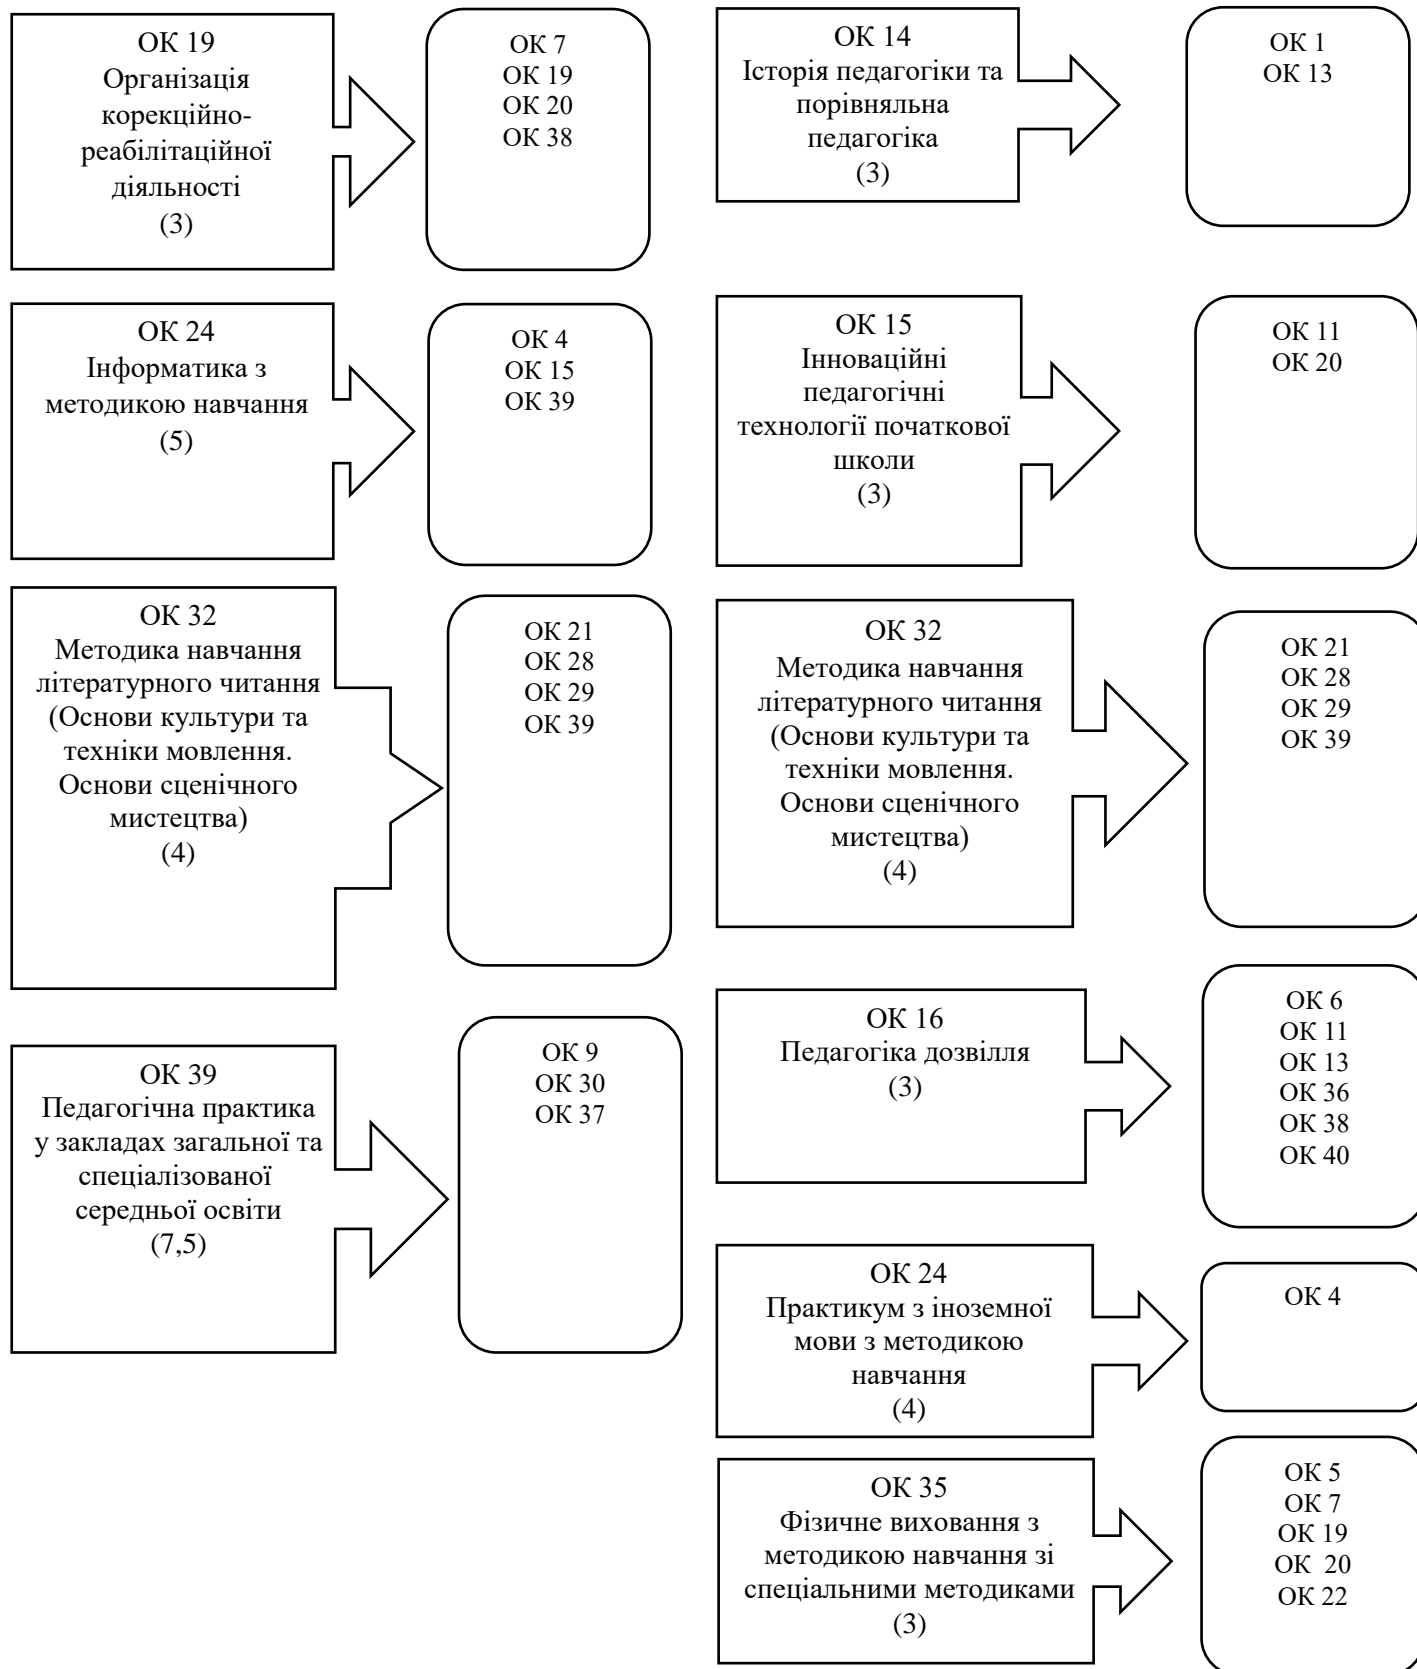 ОК 19
Організація
корекційно-
реабілітаційної
діяльності
(3)
ОК 7
ОК 19
ОК 20
ОК 38
ОК 24
Інформатика з
методикою навчання
(5)
ОК 4
ОК 15
ОК 39
ОК 32
Методика навчання
літературного читання
(Основи культури та
техніки мовлення.
Основи сценічного
мистецтва)
(4)
ОК 21
ОК 28
ОК 29
ОК 39
ОК 39
Педагогічна практика
у закладах загальної та
спеціалізованої
середньої освіти
(7,5)
ОК 9
ОК 30
ОК 37
ОК 14
Історія педагогіки та
порівняльна
педагогіка
(3)
ОК 1
ОК 13
ОК 15
Інноваційні
педагогічні
технології початкової
школи
(3)
ОК 11
ОК 20
ОК 32
Методика навчання
літературного читання
(Основи культури та
техніки мовлення.
Основи сценічного
мистецтва)
(4)
ОК 21
ОК 28
ОК 29
ОК 39
ОК 16
Педагогіка дозвілля
(3)
ОК 6
ОК 11
ОК 13
ОК 36
ОК 38
ОК 40
ОК 24
Практикум з іноземної
мови з методикою
навчання
(4)
ОК 4
ОК 35
Фізичне виховання з
методикою навчання зі
спеціальними методиками
(3)
ОК 5
ОК 7
ОК 19
ОК 20
ОК 22